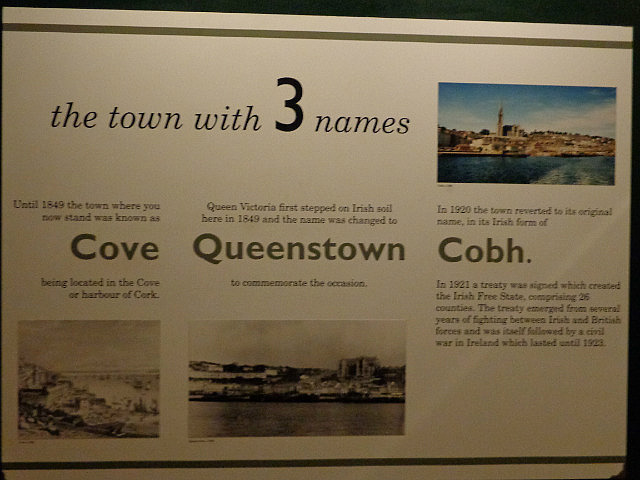 the town with 3 names
Until 1849 the town where you
now stand was known as
Cove
being located in the Cove
or harbour of Cork.
Queen Victoria first stepped on Irish soil
here in 1849 and the name was changed to
Queenstown
to commemorate the occasion.
In 1920 the town reverted to its original
name, in its Irish form of
Cobh.
In 1921 a treaty was signed which created
the Irish Free State, comprising 26
counties. The treaty emerged from several
years of fighting between Irish and British
forces and was itself followed by a civil
war in Ireland which lasted until 1923.